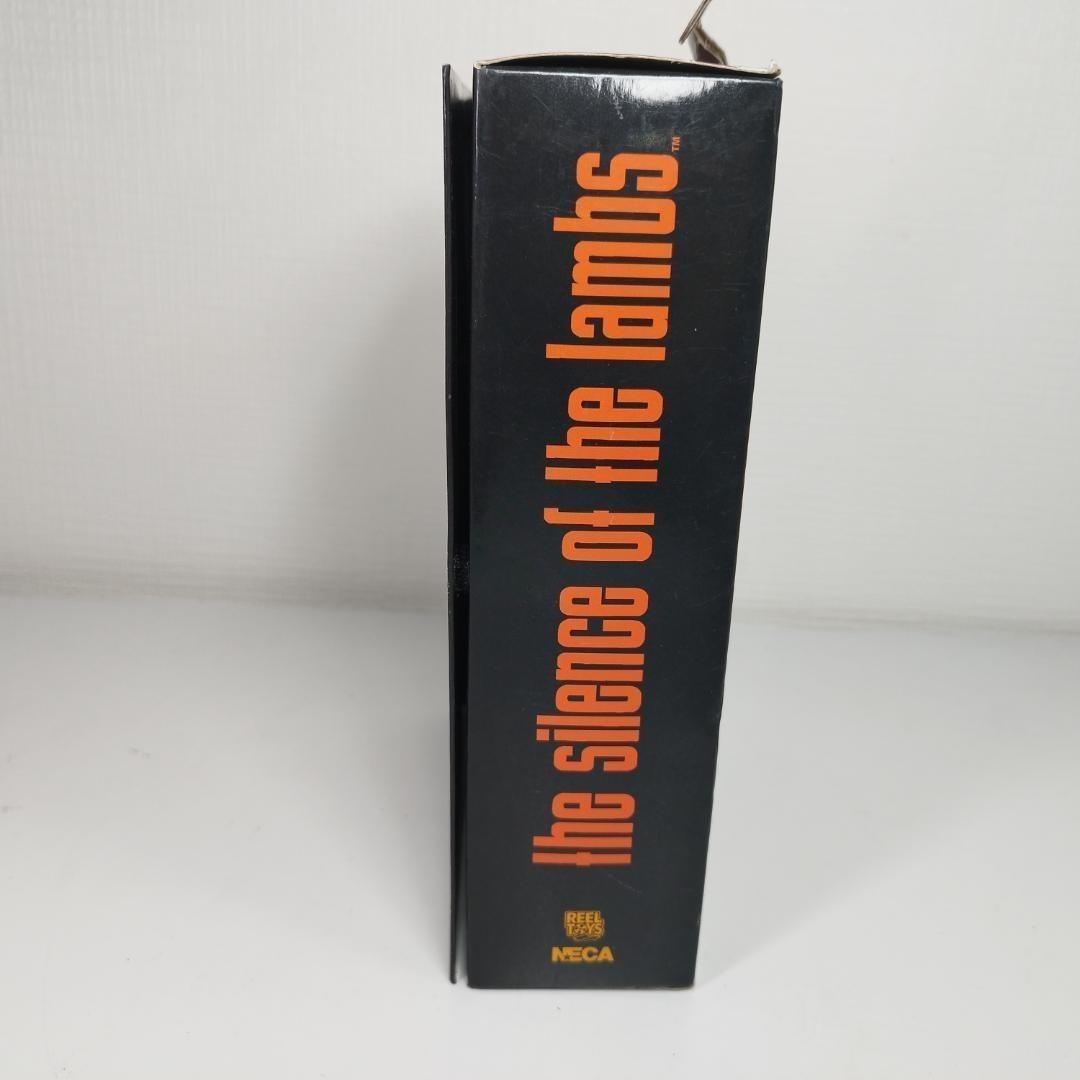 the silence of the lambs™
REEL
TOYS
NECA